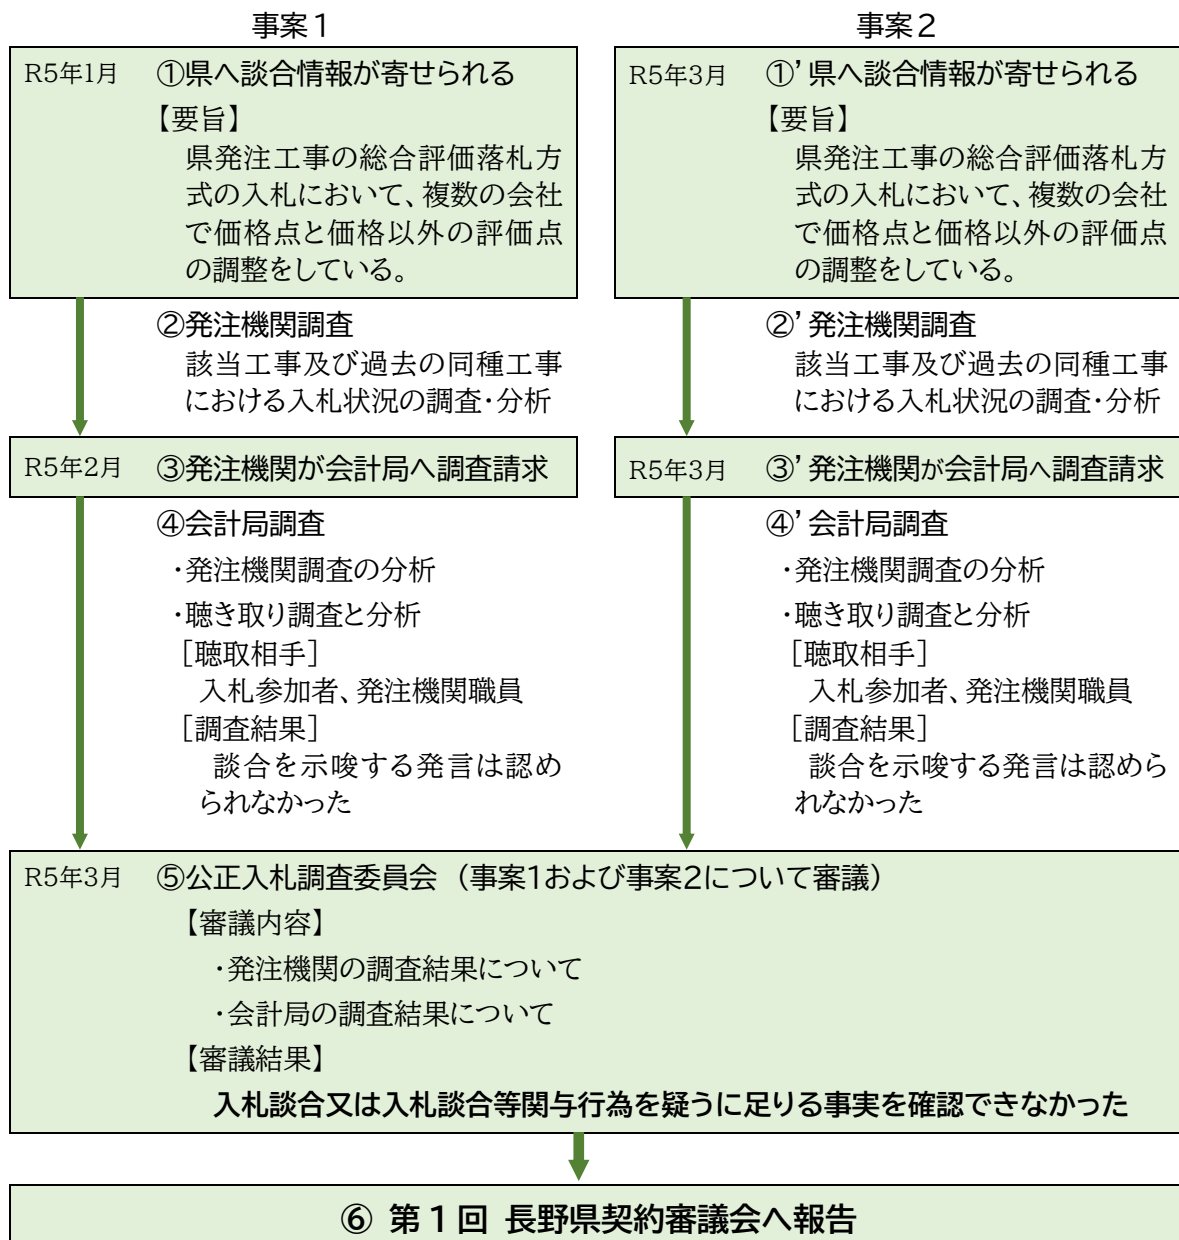 事案1
R5年1月 ①県へ談合情報が寄せられる
【要旨】
県発注工事の総合評価落札方
式の入札において、複数の会社
で価格点と価格以外の評価点
の調整をしている。
②発注機関調査
該当工事及び過去の同種工事
における入札状況の調査・分析
R5年2月 ③発注機関が会計局へ調査請求
④会計局調査
・発注機関調査の分析
・聴き取り調査と分析
［聴取相手］
入札参加者、発注機関職員
［調査結果］
談合を示唆する発言は認め
られなかった
事案2
R5年3月 ①’県へ談合情報が寄せられる
【要旨】
県発注工事の総合評価落札方
式の入札において、複数の会社
で価格点と価格以外の評価点
の調整をしている。
②’発注機関調査
該当工事及び過去の同種工事
における入札状況の調査・分析
R5年3月 ③’発注機関が会計局へ調査請求
④’会計局調査
・発注機関調査の分析
・聴き取り調査と分析
［聴取相手］
入札参加者、発注機関職員
［調査結果］
談合を示唆する発言は認めら
れなかった
R5年3月 ⑤公正入札調査委員会（事案1および事案2について審議）
【審議内容】
・発注機関の調査結果について
・会計局の調査結果について
【審議結果】
入札談合又は入札談合等関与行為を疑うに足りる事実を確認できなかった
⑥ 第1回 長野県契約審議会へ報告